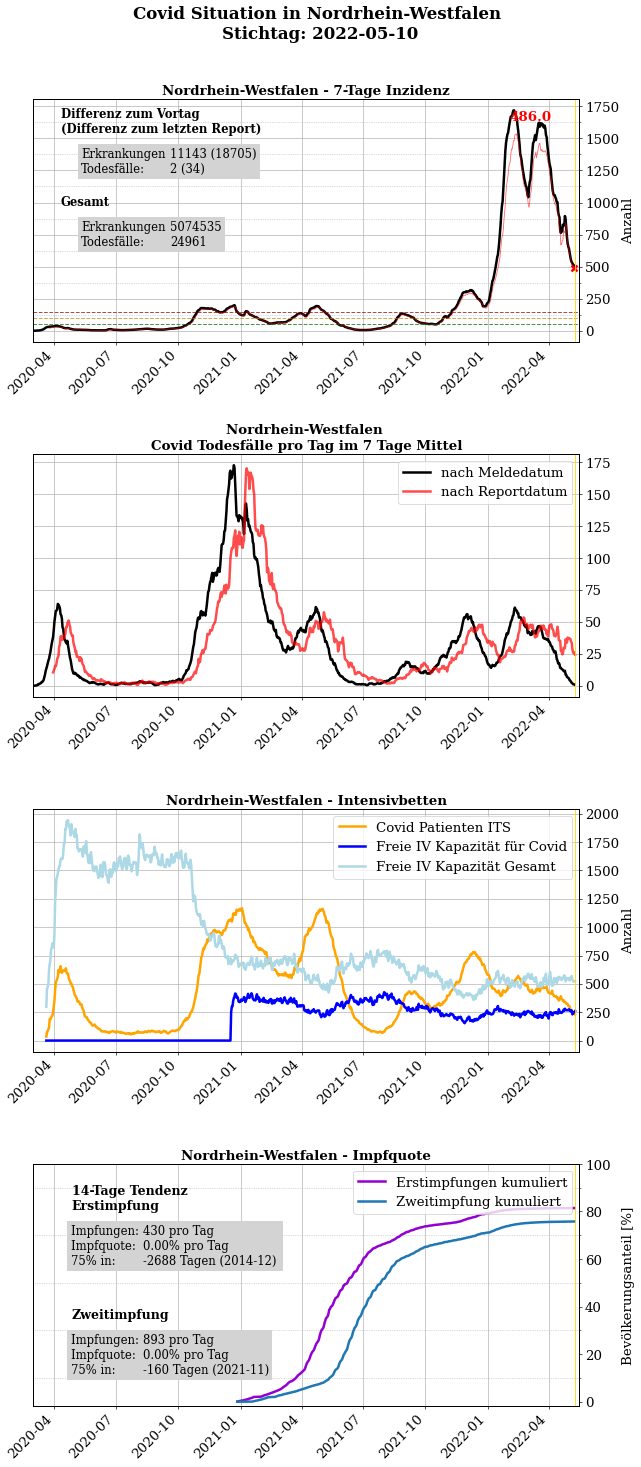 Covid Situation in Nordrhein-Westfalen
Stichtag: 2022-05-10
Nordrhein-Westfalen - 7-Tage Inzidenz
Differenz zum Vortag
(Differenz zum letzten Report)
Erkrankungen 11143 (18705)
Todesfälle: 2 (34)
Gesamt
Erkrankungen 5074535
Todesfälle: 24961
486.0
1750
1500
1250
1000
750
500
250
0
Anzahl
2020-04
2020-07
2020-10
2021-01
2021-04
2021-07
2021-10
2022-01
2022-04
Nordrhein-Westfalen
Covid Todesfälle pro Tag im 7 Tage Mittel
nach Meldedatum
nach Reportdatum
175
150
125
100
75
50
25
0
2020-04
2020-07
2020-10
2021-01
2021-04
2021-07
2021-10
2022-01
2022-04
Nordrhein-Westfalen - Intensivbetten
Covid Patienten ITS
Freie IV Kapazität für Covid
Freie IV Kapazität Gesamt
2000
1750
1500
1250
1000
750
500
250
0
Anzahl
2020-04
2020-07
2020-10
2021-01
2021-04
2021-07
2021-10
2022-01
2022-04
Nordrhein-Westfalen - Impfquote
14-Tage Tendenz
Erstimpfung
Impfungen: 430 pro Tag
Impfquote: 0.00% pro Tag
75% in: -2688 Tagen (2014-12)
Zweitimpfung
Impfungen: 893 pro Tag
Impfquote: 0.00% pro Tag
75% in: -160 Tagen (2021-11)
Erstimpfungen kumuliert
Zweitimpfung kumuliert
100
80
60
40
20
0
Bevölkerungsanteil [%]
2020-04
2020-07
2020-10
2021-01
2021-04
2021-07
2021-10
2022-01
2022-04